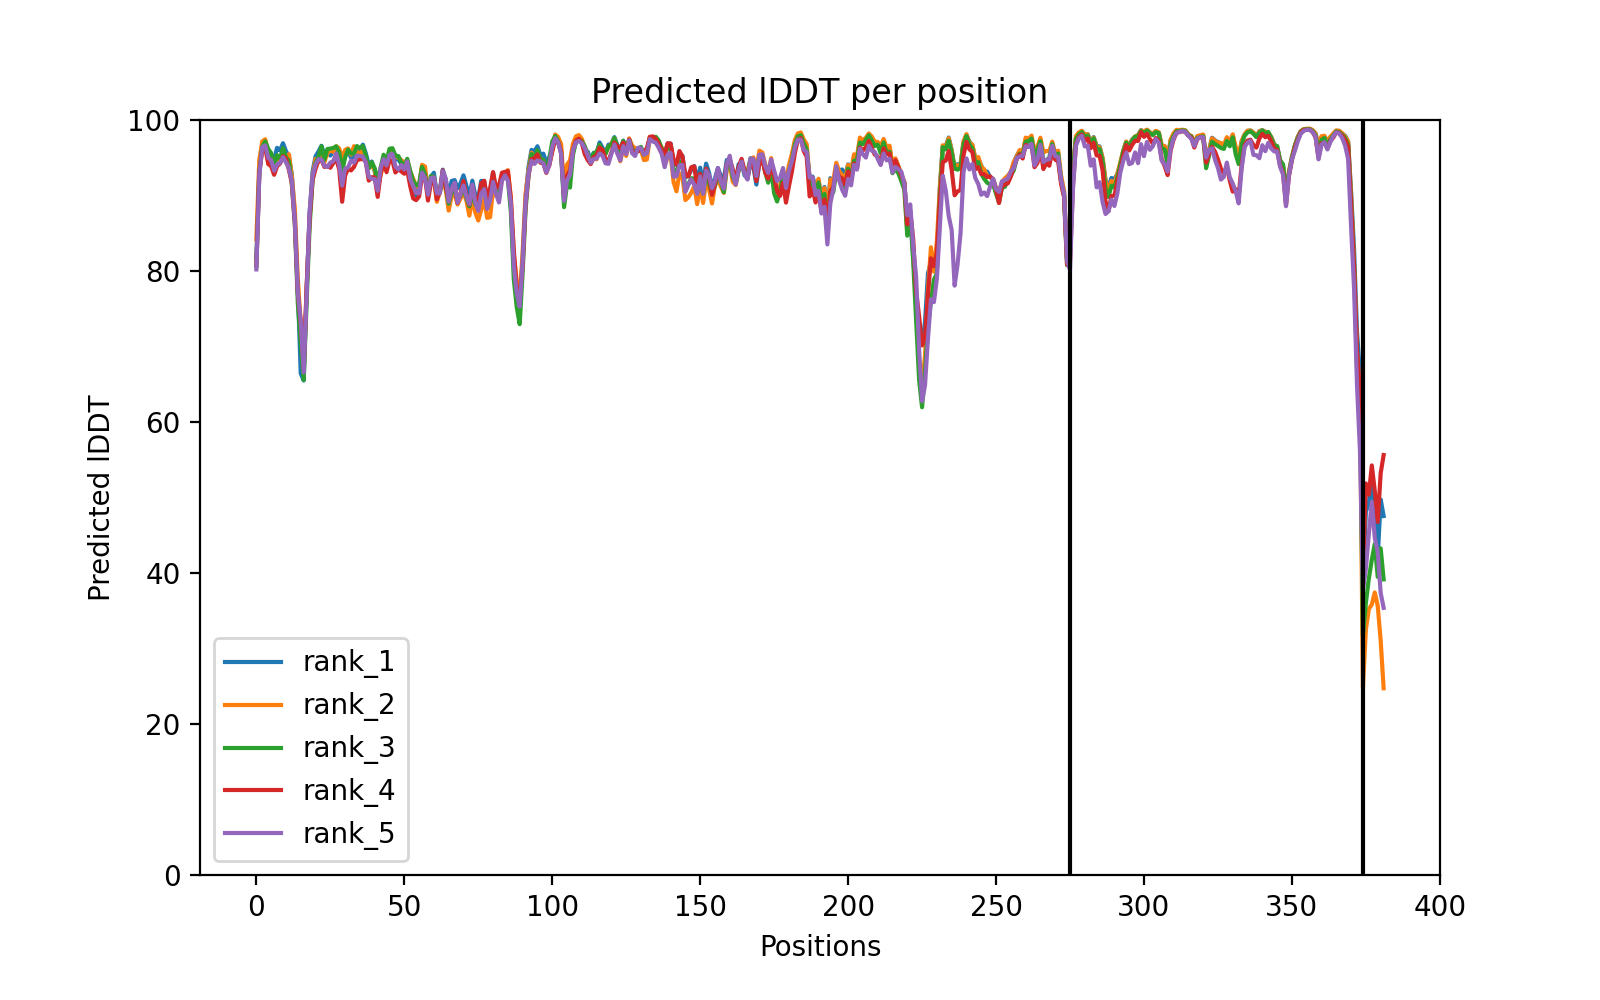 Predicted lDDT per position
100
80
60
40
20
0
Predicted lDDT
rank_1
rank_2
rank_3
rank_4
rank_5
0 50 100 150 200 250 300 350 400
Positions